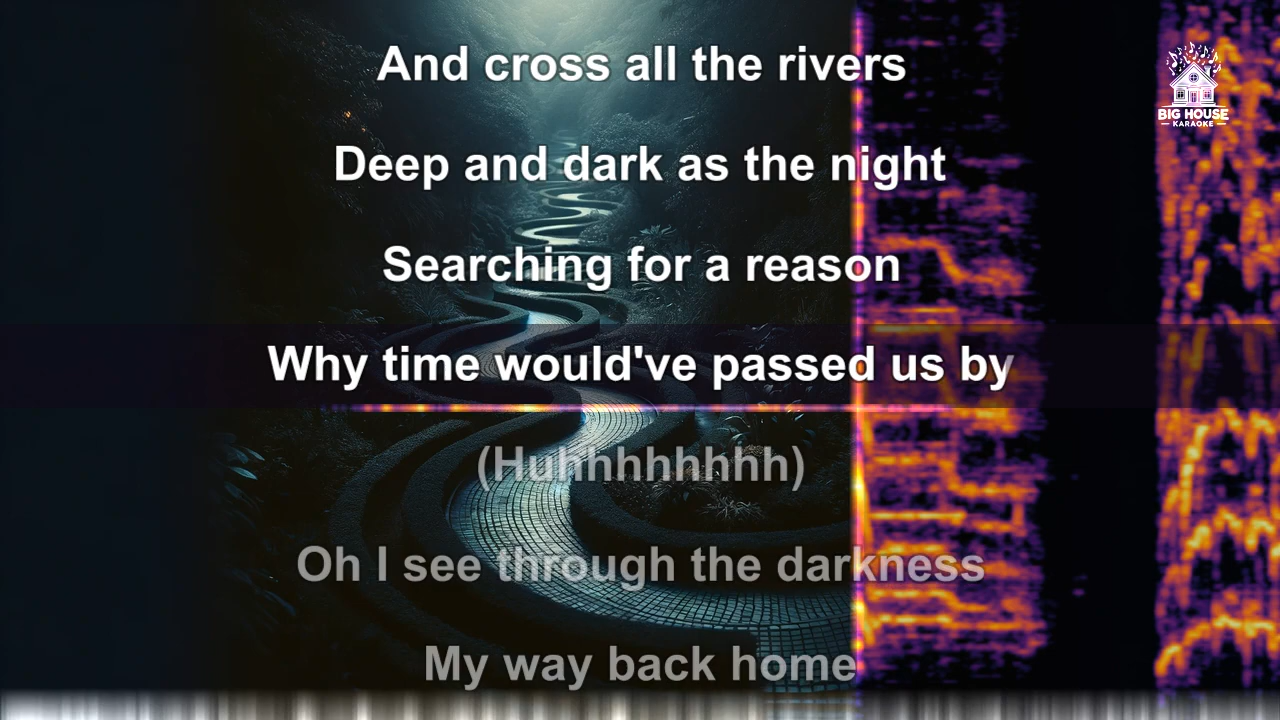 And cross all the rivers
Deep and dark as the night
Searching for a reason
Why time would've passed us by
(Huhhhhhhhh)
Oh I see through the darkness
My way back home
BIG HOUSE
KARAOKE